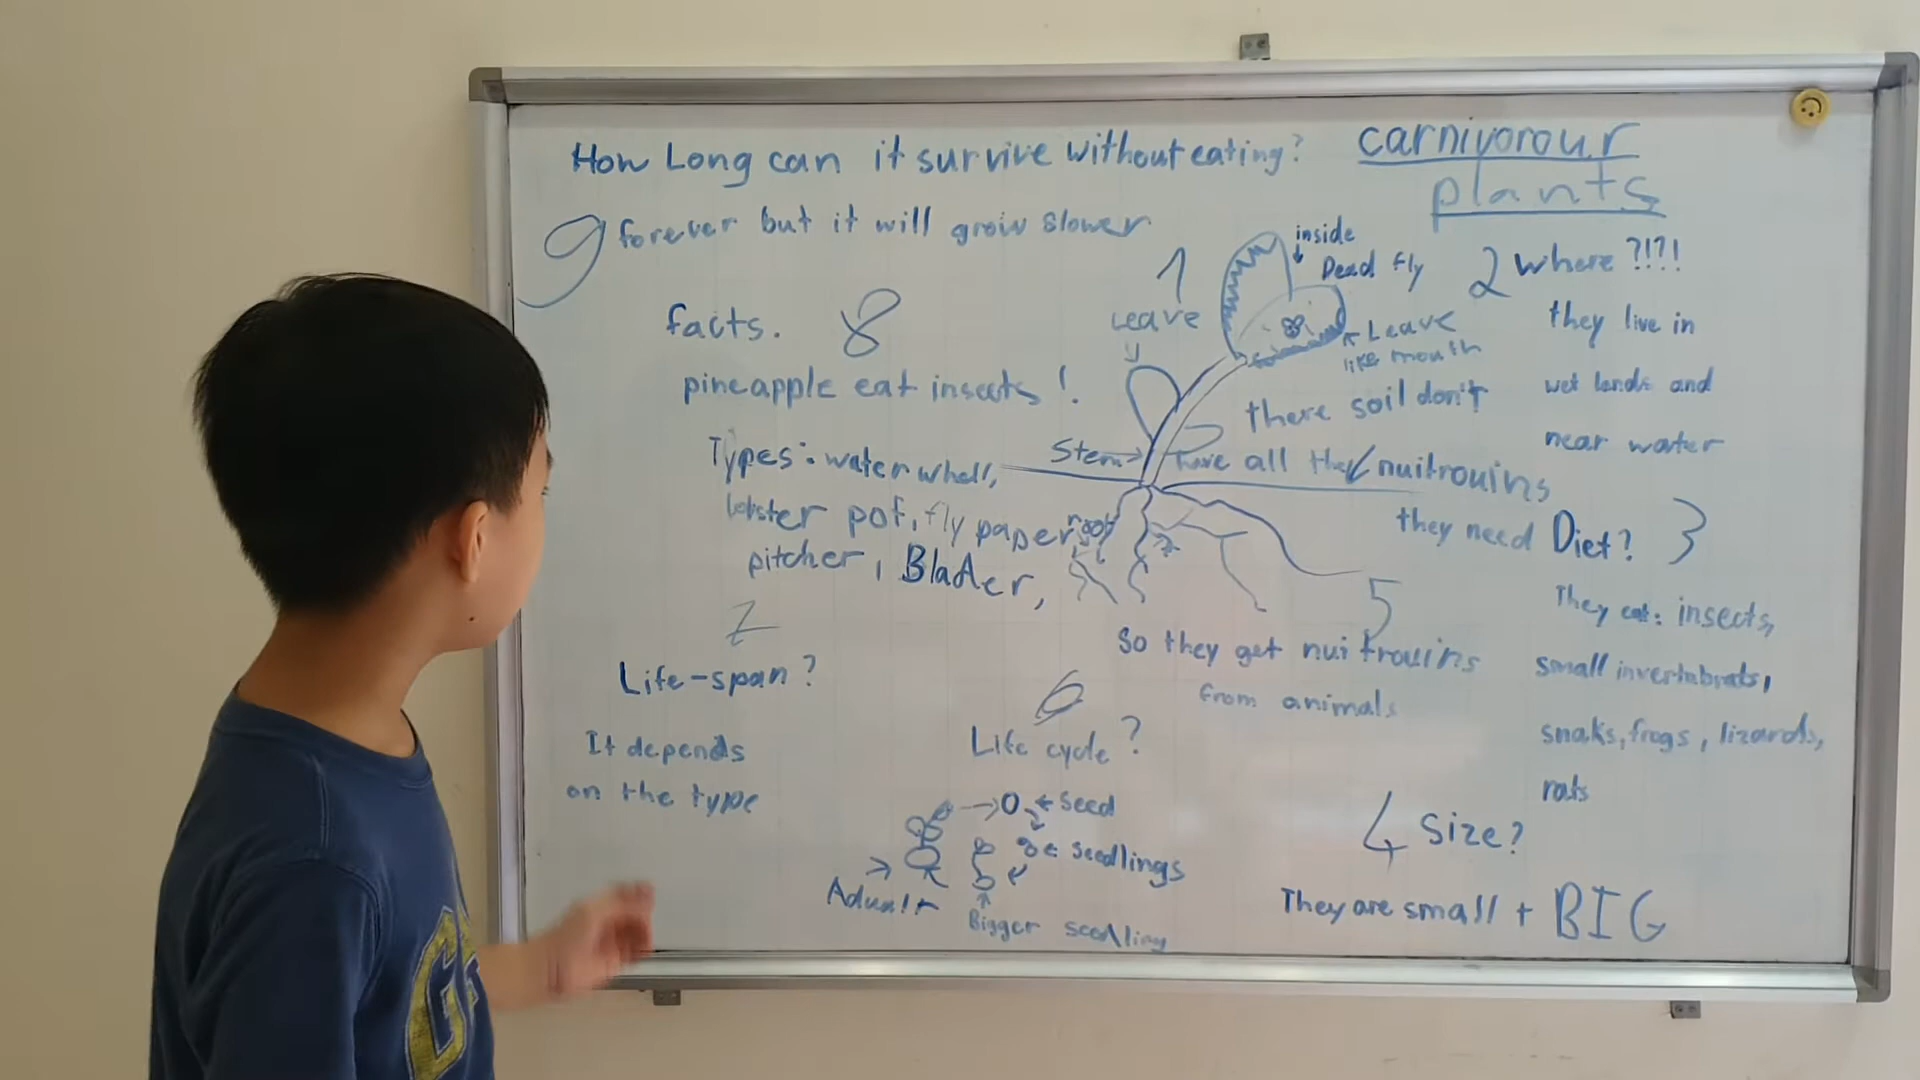 carnivorour
plants
How Long can it survive without eating?
9
forever but it will grow slower
1
inside
Dead fly
Leave
Leave
like mouth
Stem
root
2 where ?!?!
they live in
wet lands and
near water
Diet? 3
They eat: insects,
small invertabrats,
snaks, frogs, lizards,
rats
4 Size?
They are small + BIG
5
there soil don't
have all the nuitrouins
they need
So they get nuitrouins
from animals
6
Life cycle?
Seed
Seedlings
Bigger seedling
Adualt
7
Life-span?
It depends
on the type
facts. 8
pineapple eat insects!
Types: water whell,
lobster pot, fly paper,
pitcher, Bladder,